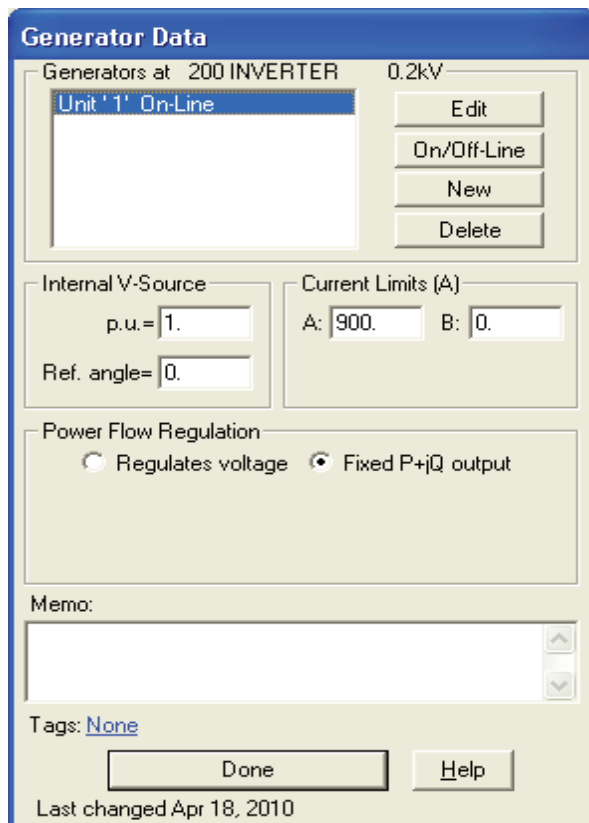 Generator Data
Generators at 200 INVERTER 0.2kV
Unit '1' On-Line
Edit
On/Off-Line
New
Delete
Internal V-Source
p.u.= 1.
Ref. angle= 0.
Current Limits (A)
A: 900. B: 0.
Power Flow Regulation
Regulates voltage Fixed P+jQ output
Memo:
Tags: None
Done Help
Last changed Apr 18, 2010